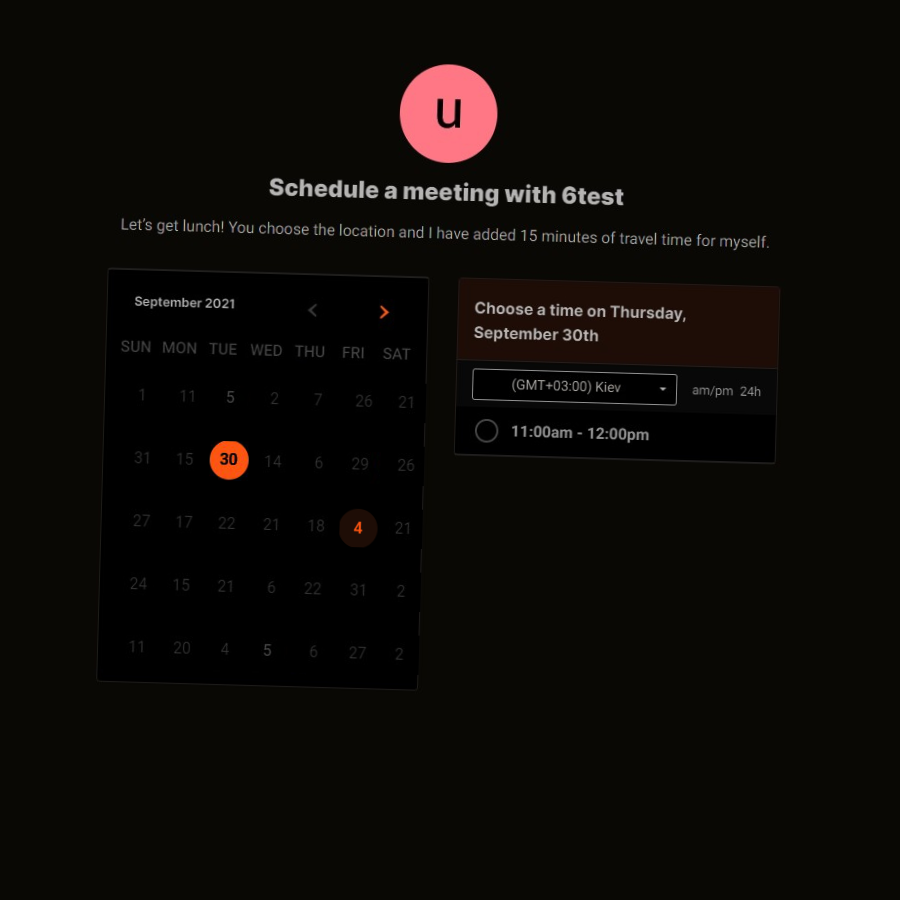 u
Schedule a meeting with 6test
Let's get lunch! You choose the location and I have added 15 minutes of travel time for myself.
September 2021
SUN MON TUE WED THU FRI SAT
1 11 5 2 7 26 21
31 15 30 14 6 29 26
27 17 22 21 18 4 21
24 15 21 6 22 31 2
11 20 4 5 6 27 2
Choose a time on Thursday,
September 30th
(GMT+03:00) Kiev am/pm 24h
11:00am - 12:00pm